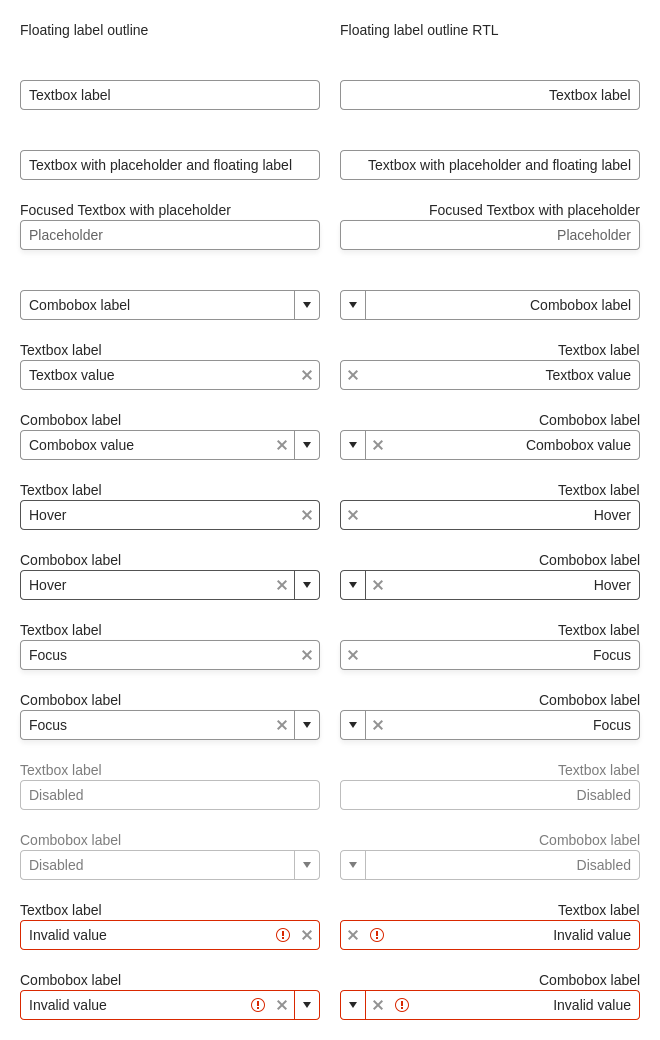 Floating label outline
Floating label outline RTL
Textbox label
Textbox label
Textbox with placeholder and floating label
Textbox with placeholder and floating label
Focused Textbox with placeholder
Focused Textbox with placeholder
Placeholder
Placeholder
Combobox label
Combobox label
Textbox label
Textbox label
Textbox value
Textbox value
Combobox label
Combobox label
Combobox value
Combobox value
Textbox label
Textbox label
Hover
Hover
Combobox label
Combobox label
Hover
Hover
Textbox label
Textbox label
Focus
Focus
Combobox label
Combobox label
Focus
Focus
Textbox label
Textbox label
Disabled
Disabled
Combobox label
Combobox label
Disabled
Disabled
Textbox label
Textbox label
Invalid value
Invalid value
Combobox label
Combobox label
Invalid value
Invalid value